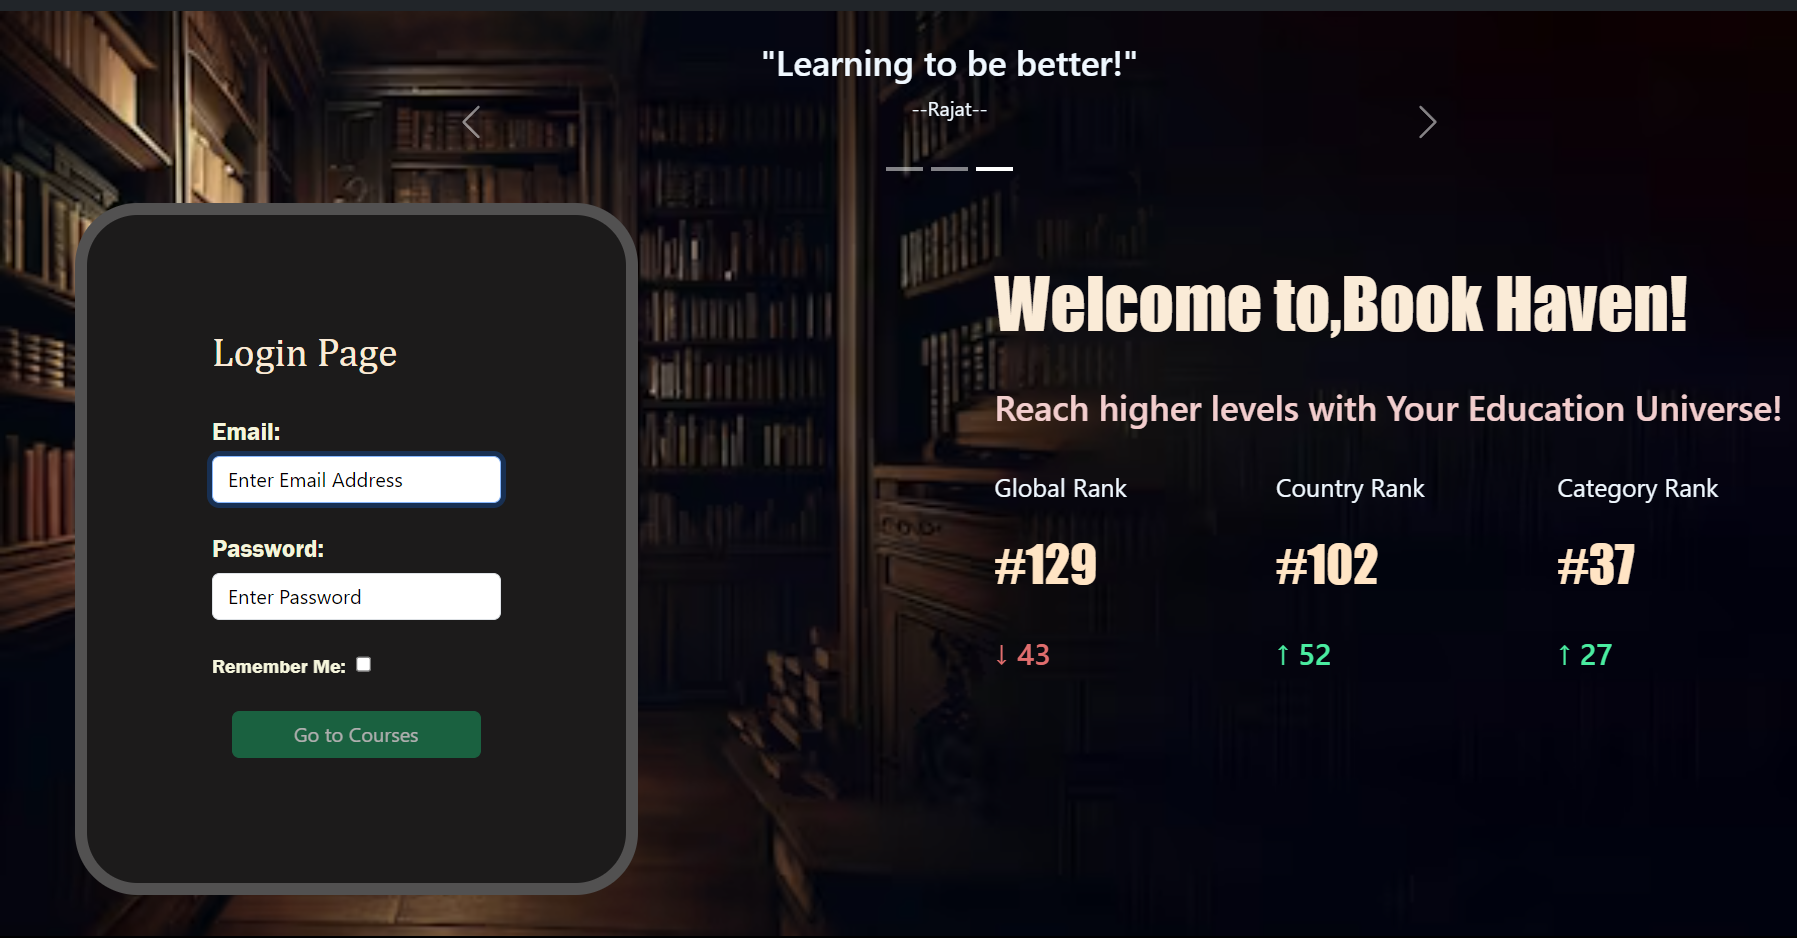 "Learning to be better!"
--Rajat--
Login Page
Email:
Enter Email Address
Password:
Enter Password
Remember Me:
Go to Courses
Welcome to,Book Haven!
Reach higher levels with Your Education Universe!
Global Rank Country Rank Category Rank
#129 #102 #37
↓ 43 ↑ 52 ↑ 27